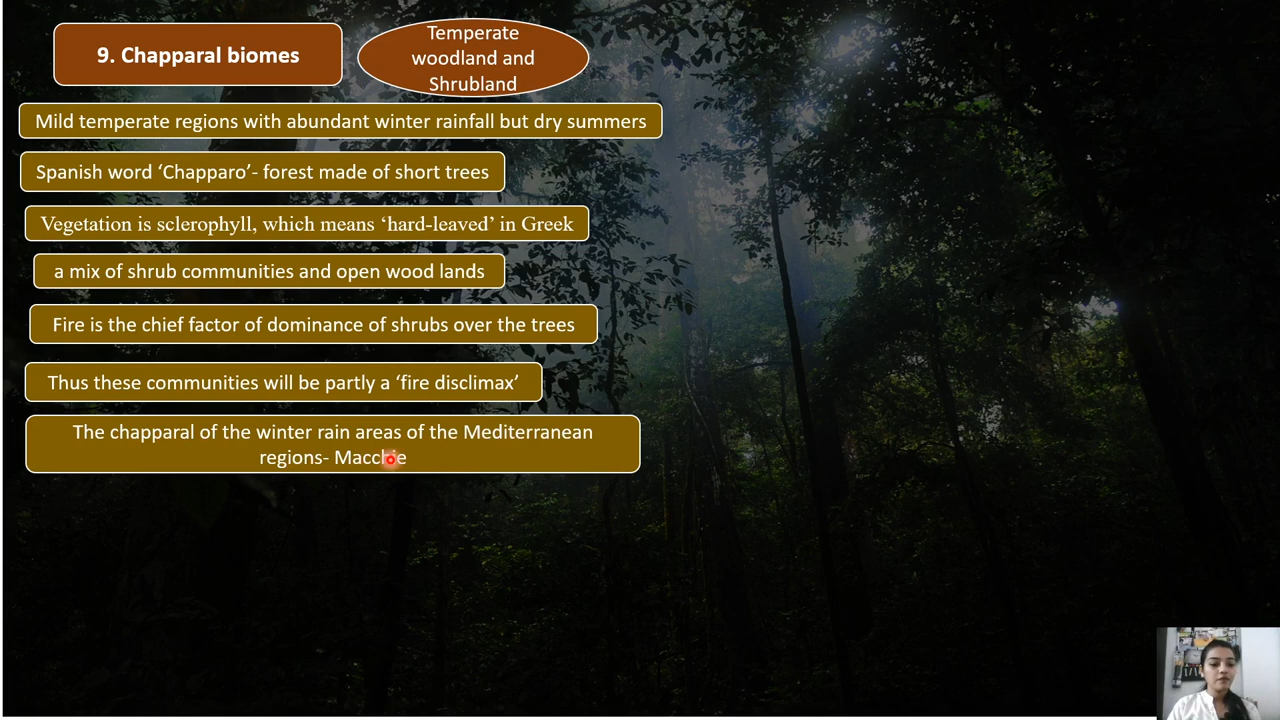 9. Chapparal biomes
Temperate
woodland and
Shrubland
Mild temperate regions with abundant winter rainfall but dry summers
Spanish word ‘Chapparo’- forest made of short trees
Vegetation is sclerophyll, which means ‘hard-leaved’ in Greek
a mix of shrub communities and open wood lands
Fire is the chief factor of dominance of shrubs over the trees
Thus these communities will be partly a ‘fire disclimax’
The chapparal of the winter rain areas of the Mediterranean
regions- Macchie